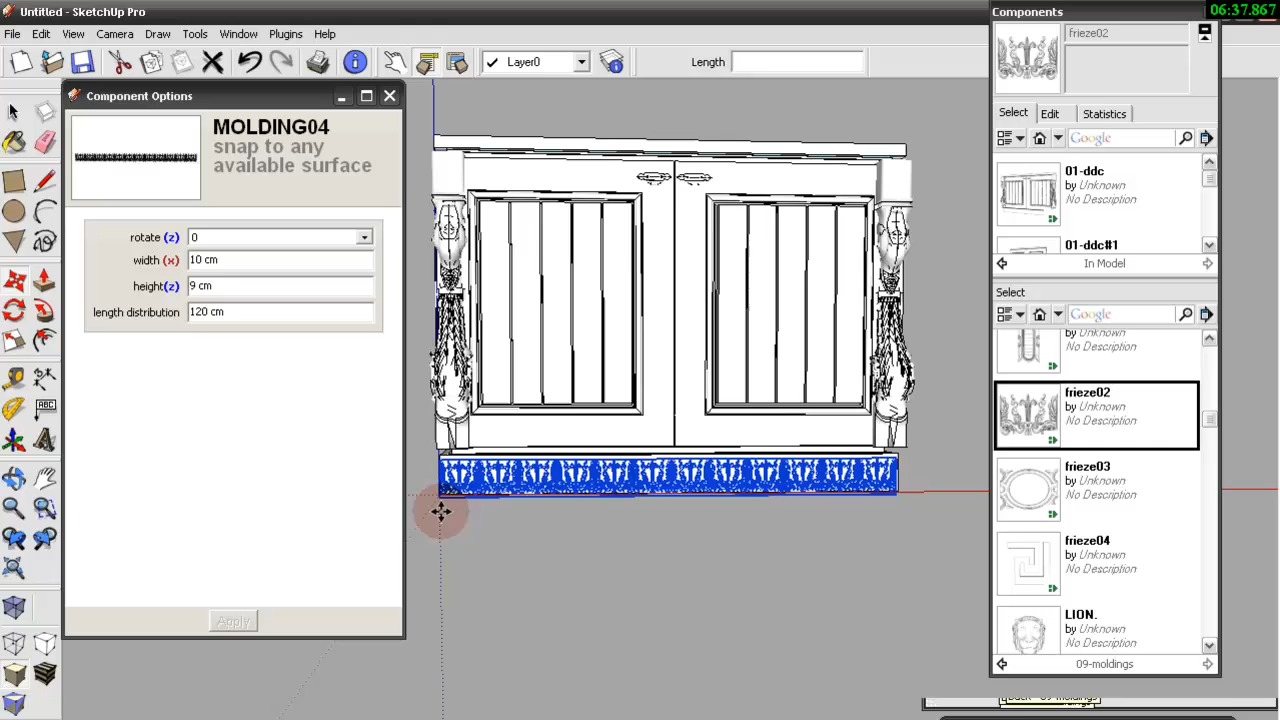 Untitled - SketchUp Pro
06:37.867
File Edit View Camera Draw Tools Window Plugins Help
Layer0
Length
Component Options
MOLDING04
snap to any
available surface
rotate (z) 0
width (x) 10 cm
height(z) 9 cm
length distribution 120 cm
Apply
ABC
Components
frieze02
Select Edit Statistics
Google
01-ddc
by Unknown
No Description
01-ddc#1
In Model
Select
Google
by Unknown
No Description
frieze02
by Unknown
No Description
frieze03
by Unknown
No Description
frieze04
by Unknown
No Description
LION.
by Unknown
No Description
09-moldings